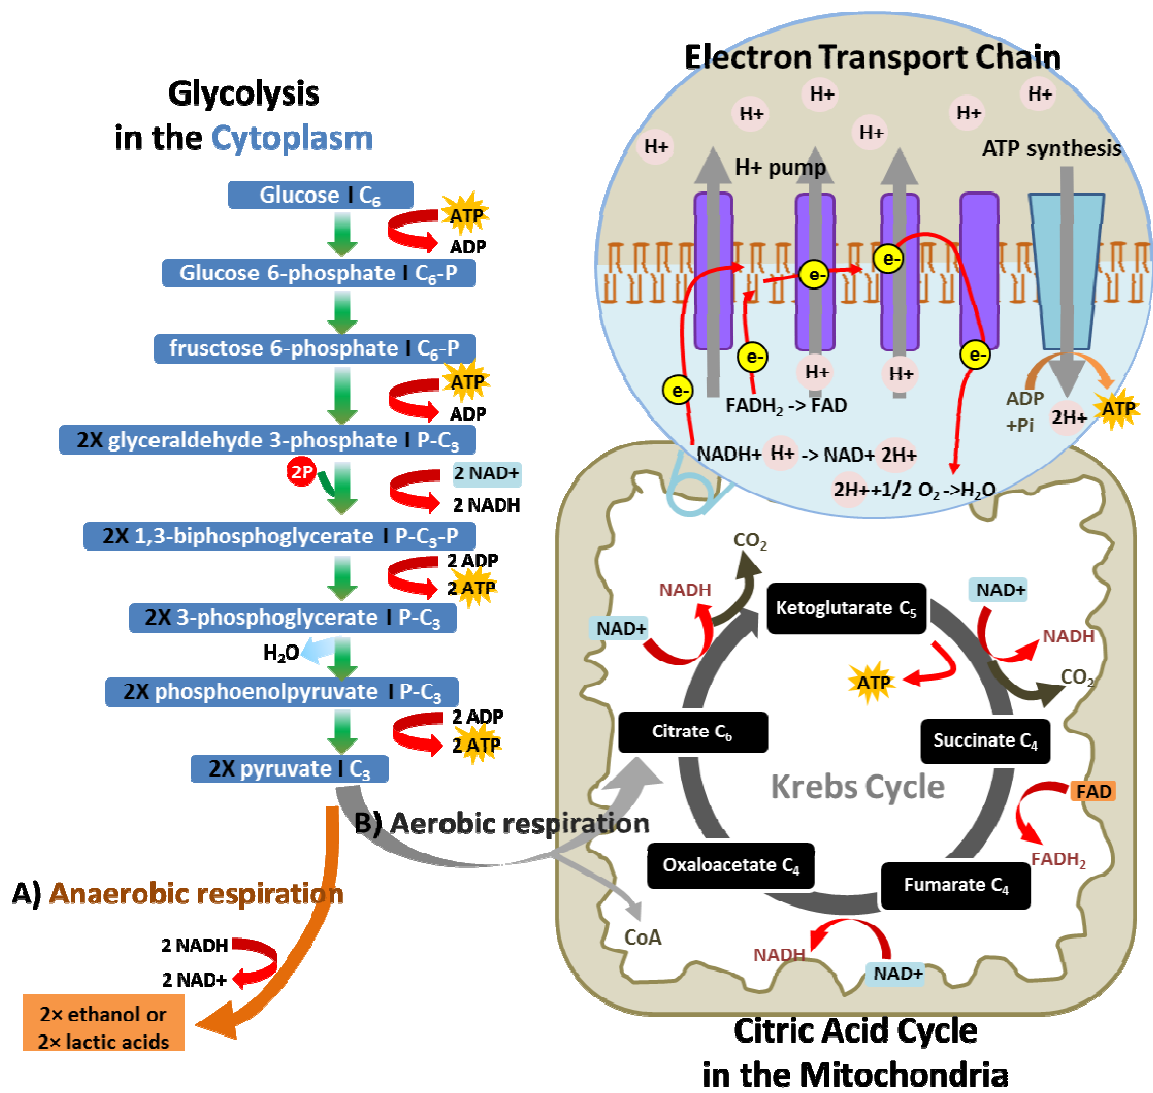 Glycolysis
in the Cytoplasm
Glucose | C6
ATP
ADP
Glucose 6-phosphate | C6-P
frusctose 6-phosphate | C6-P
ATP
ADP
2X glyceraldehyde 3-phosphate | P-C3
2P
2 NAD+
2 NADH
2X 1,3-biphosphoglycerate | P-C3-P
2 ADP
2 ATP
2X 3-phosphoglycerate | P-C3
H2O
2X phosphoenolpyruvate | P-C3
2 ADP
2 ATP
2X pyruvate | C3
B) Aerobic respiration
A) Anaerobic respiration
2 NADH
2 NAD+
2× ethanol or
2× lactic acids
CoA
Electron Transport Chain
H+
H+
H+
H+
H+
H+
H+ pump
ATP synthesis
e-
e-
e-
e-
e-
H+
H+
FADH2 -> FAD
ADP
+Pi
2H+
ATP
NADH+ H+ -> NAD+ 2H+
2H++1/2 O2 ->H2O
CO2
NADH
NAD+
Ketoglutarate C5
NAD+
NADH
CO2
ATP
Citrate C6
Succinate C4
Krebs Cycle
FAD
FADH2
Oxaloacetate C4
Fumarate C4
NADH
NAD+
Citric Acid Cycle
in the Mitochondria